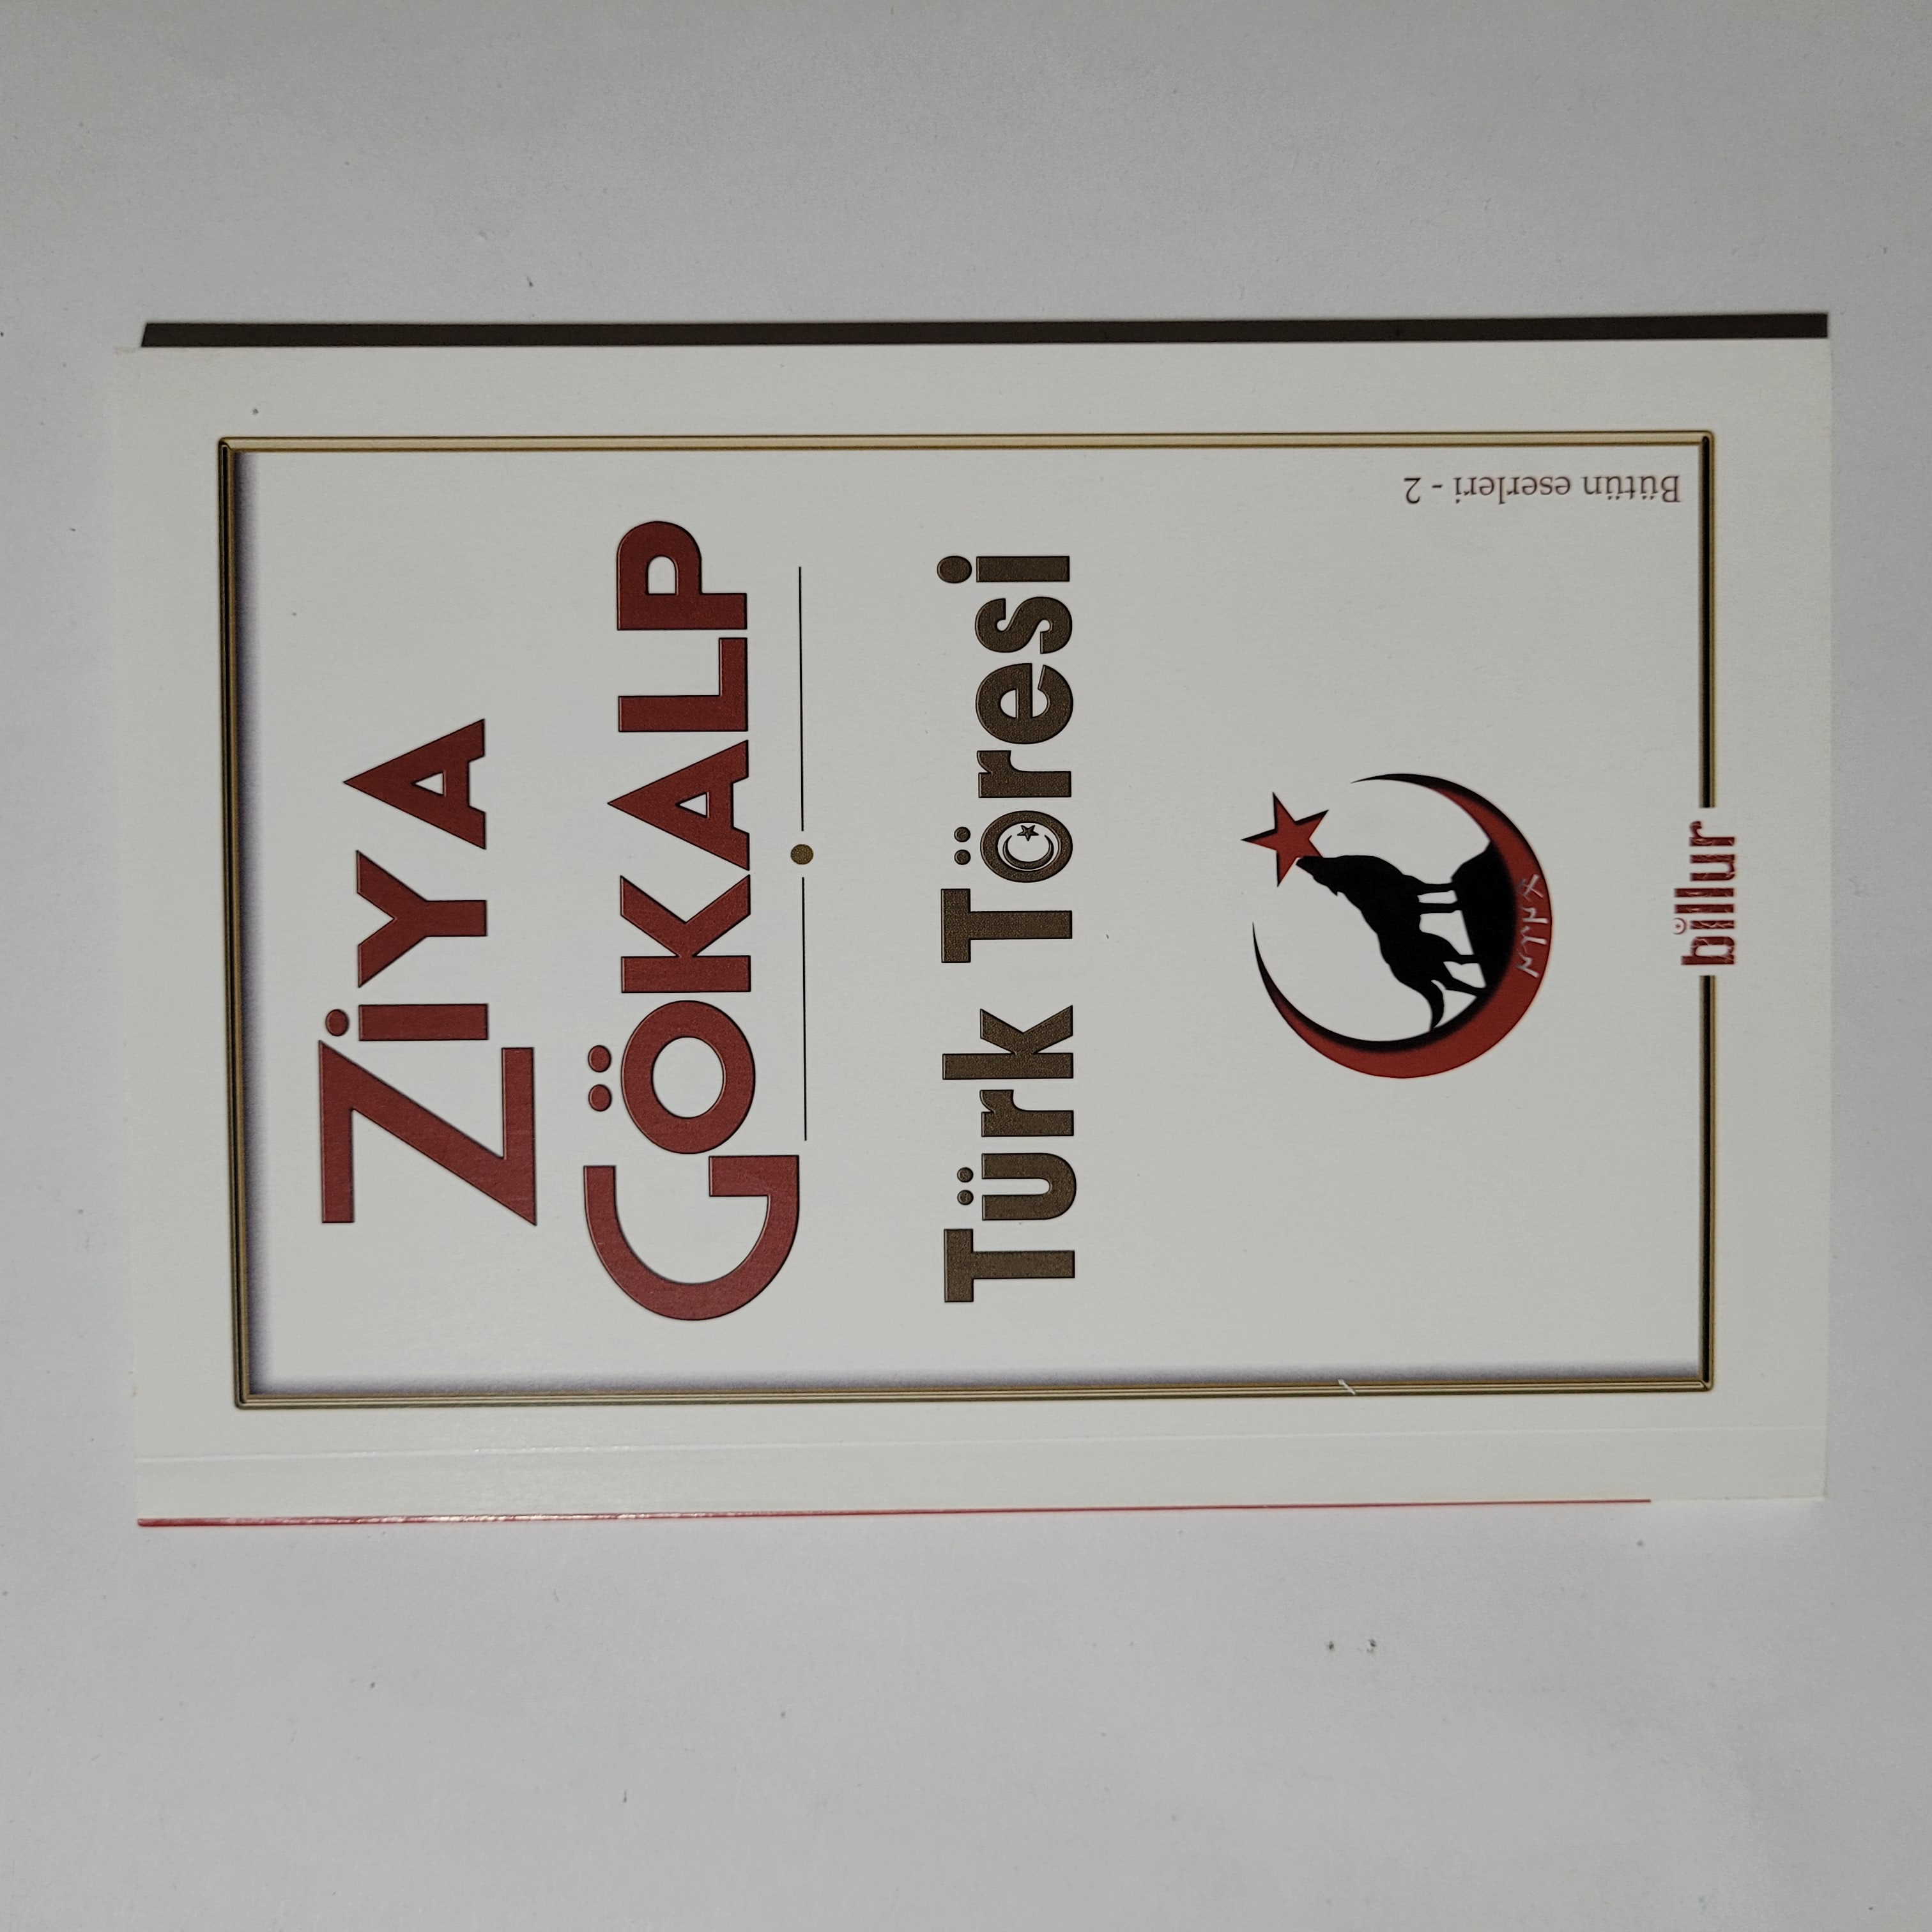 ZİYA
GÖKALP
Türk Töresi
Bütün eserleri - 2
billur